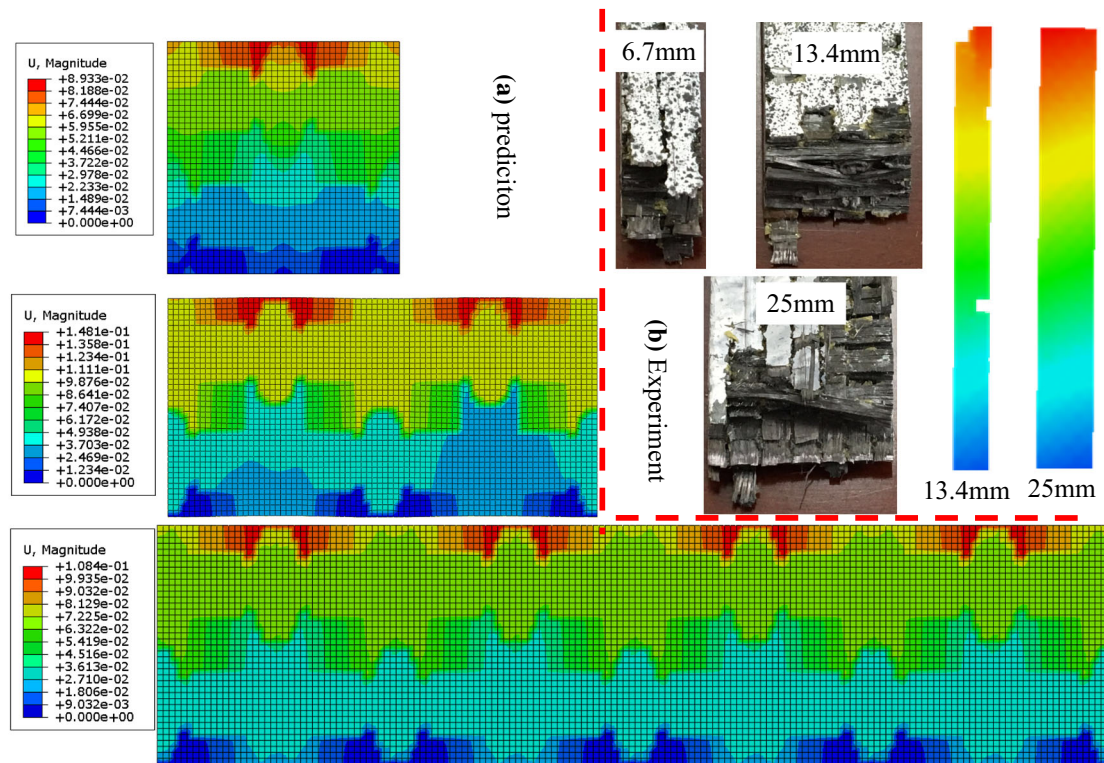 U, Magnitude
+8.933e-02
+8.188e-02
+7.444e-02
+6.699e-02
+5.955e-02
+5.211e-02
+4.466e-02
+3.722e-02
+2.978e-02
+2.233e-02
+1.489e-02
+7.444e-03
+0.000e+00
(a) prediciton
6.7mm
13.4mm
U, Magnitude
+1.481e-01
+1.358e-01
+1.234e-01
+1.111e-01
+9.876e-02
+8.641e-02
+7.407e-02
+6.172e-02
+4.938e-02
+3.703e-02
+2.469e-02
+1.234e-02
+0.000e+00
(b) Experiment
25mm
13.4mm
25mm
U, Magnitude
+1.084e-01
+9.935e-02
+9.032e-02
+8.129e-02
+7.225e-02
+6.322e-02
+5.419e-02
+4.516e-02
+3.613e-02
+2.710e-02
+1.806e-02
+9.032e-03
+0.000e+00